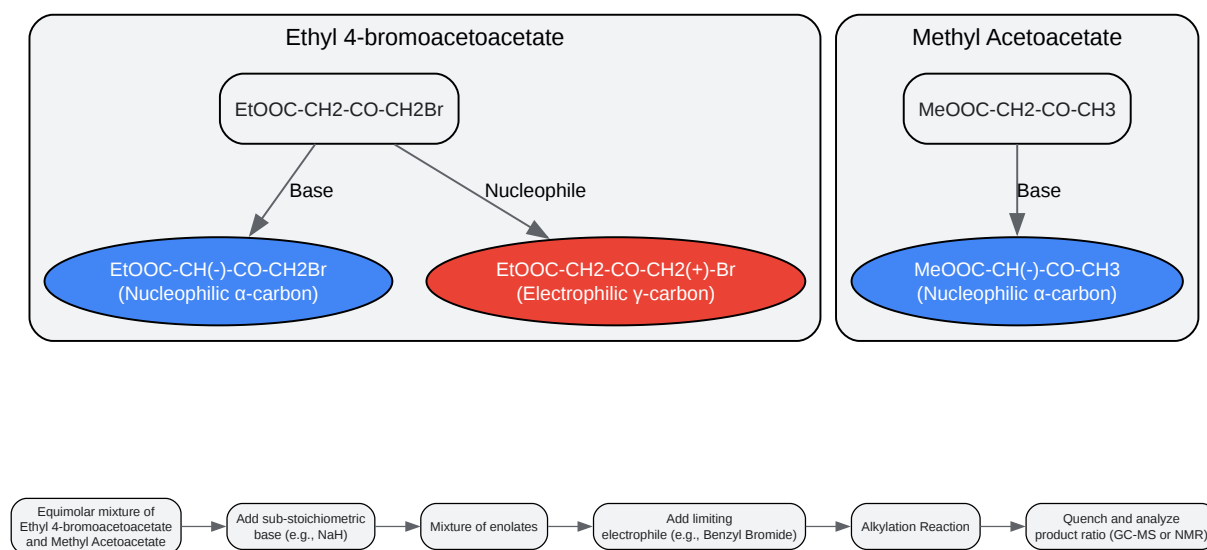 Ethyl 4-bromoacetoacetate
EtOOC-CH2-CO-CH2Br
Base
Nucleophile
EtOOC-CH(-)-CO-CH2Br
(Nucleophilic α-carbon)
EtOOC-CH2-CO-CH2(+)-Br
(Electrophilic γ-carbon)
Methyl Acetoacetate
MeOOC-CH2-CO-CH3
Base
MeOOC-CH(-)-CO-CH3
(Nucleophilic α-carbon)
Equimolar mixture of
Ethyl 4-bromoacetoacetate
and Methyl Acetoacetate
Add sub-stoichiometric
base (e.g., NaH)
Mixture of enolates
Add limiting
electrophile (e.g., Benzyl Bromide)
Alkylation Reaction
Quench and analyze
product ratio (GC-MS or NMR)